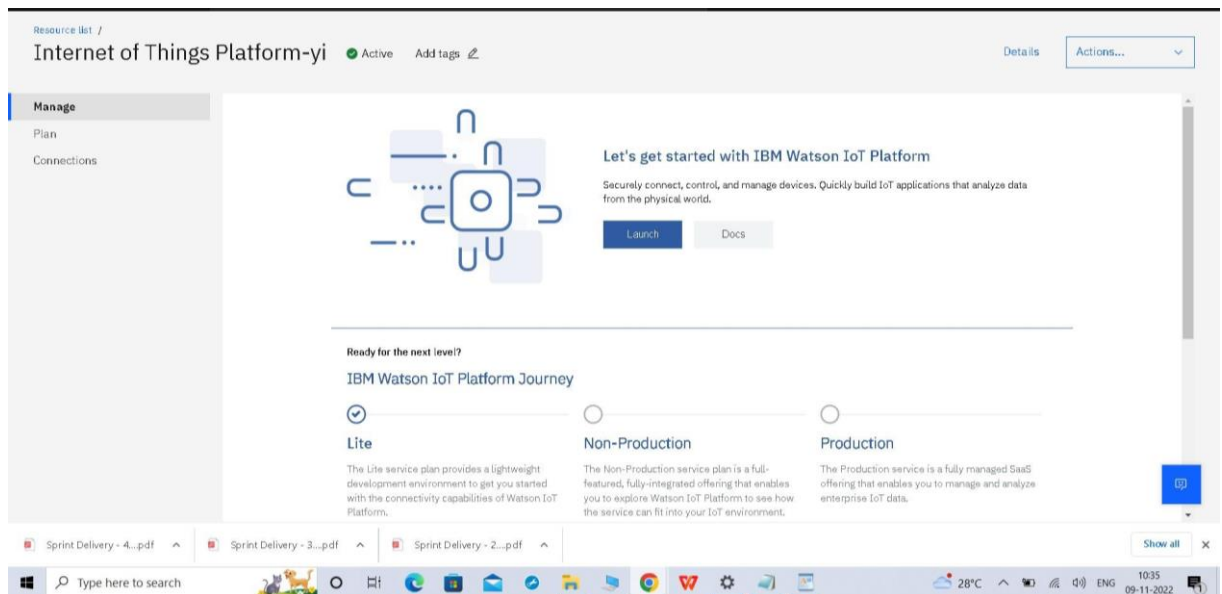 Resource list /
Internet of Things Platform-yi Active Add tags
Details Actions...
Manage
Plan
Connections
Let's get started with IBM Watson IoT Platform
Securely connect, control, and manage devices. Quickly build IoT applications that analyze data
from the physical world.
Launch Docs
Ready for the next level?
IBM Watson IoT Platform Journey
Lite
The Lite service plan provides a lightweight
development environment to get you started
with the connectivity capabilities of Watson IoT
Platform.
Non-Production
The Non-Production service plan is a full-
featured, fully-integrated offering that enables
you to explore Watson IoT Platform to see how
the service can fit into your IoT environment.
Production
The Production service is a fully managed SaaS
offering that enables you to manage and analyze
enterprise IoT data.
Sprint Delivery - 4....pdf Sprint Delivery - 3....pdf Sprint Delivery - 2....pdf Show all
Type here to search 28°C ENG 10:35
09-11-2022